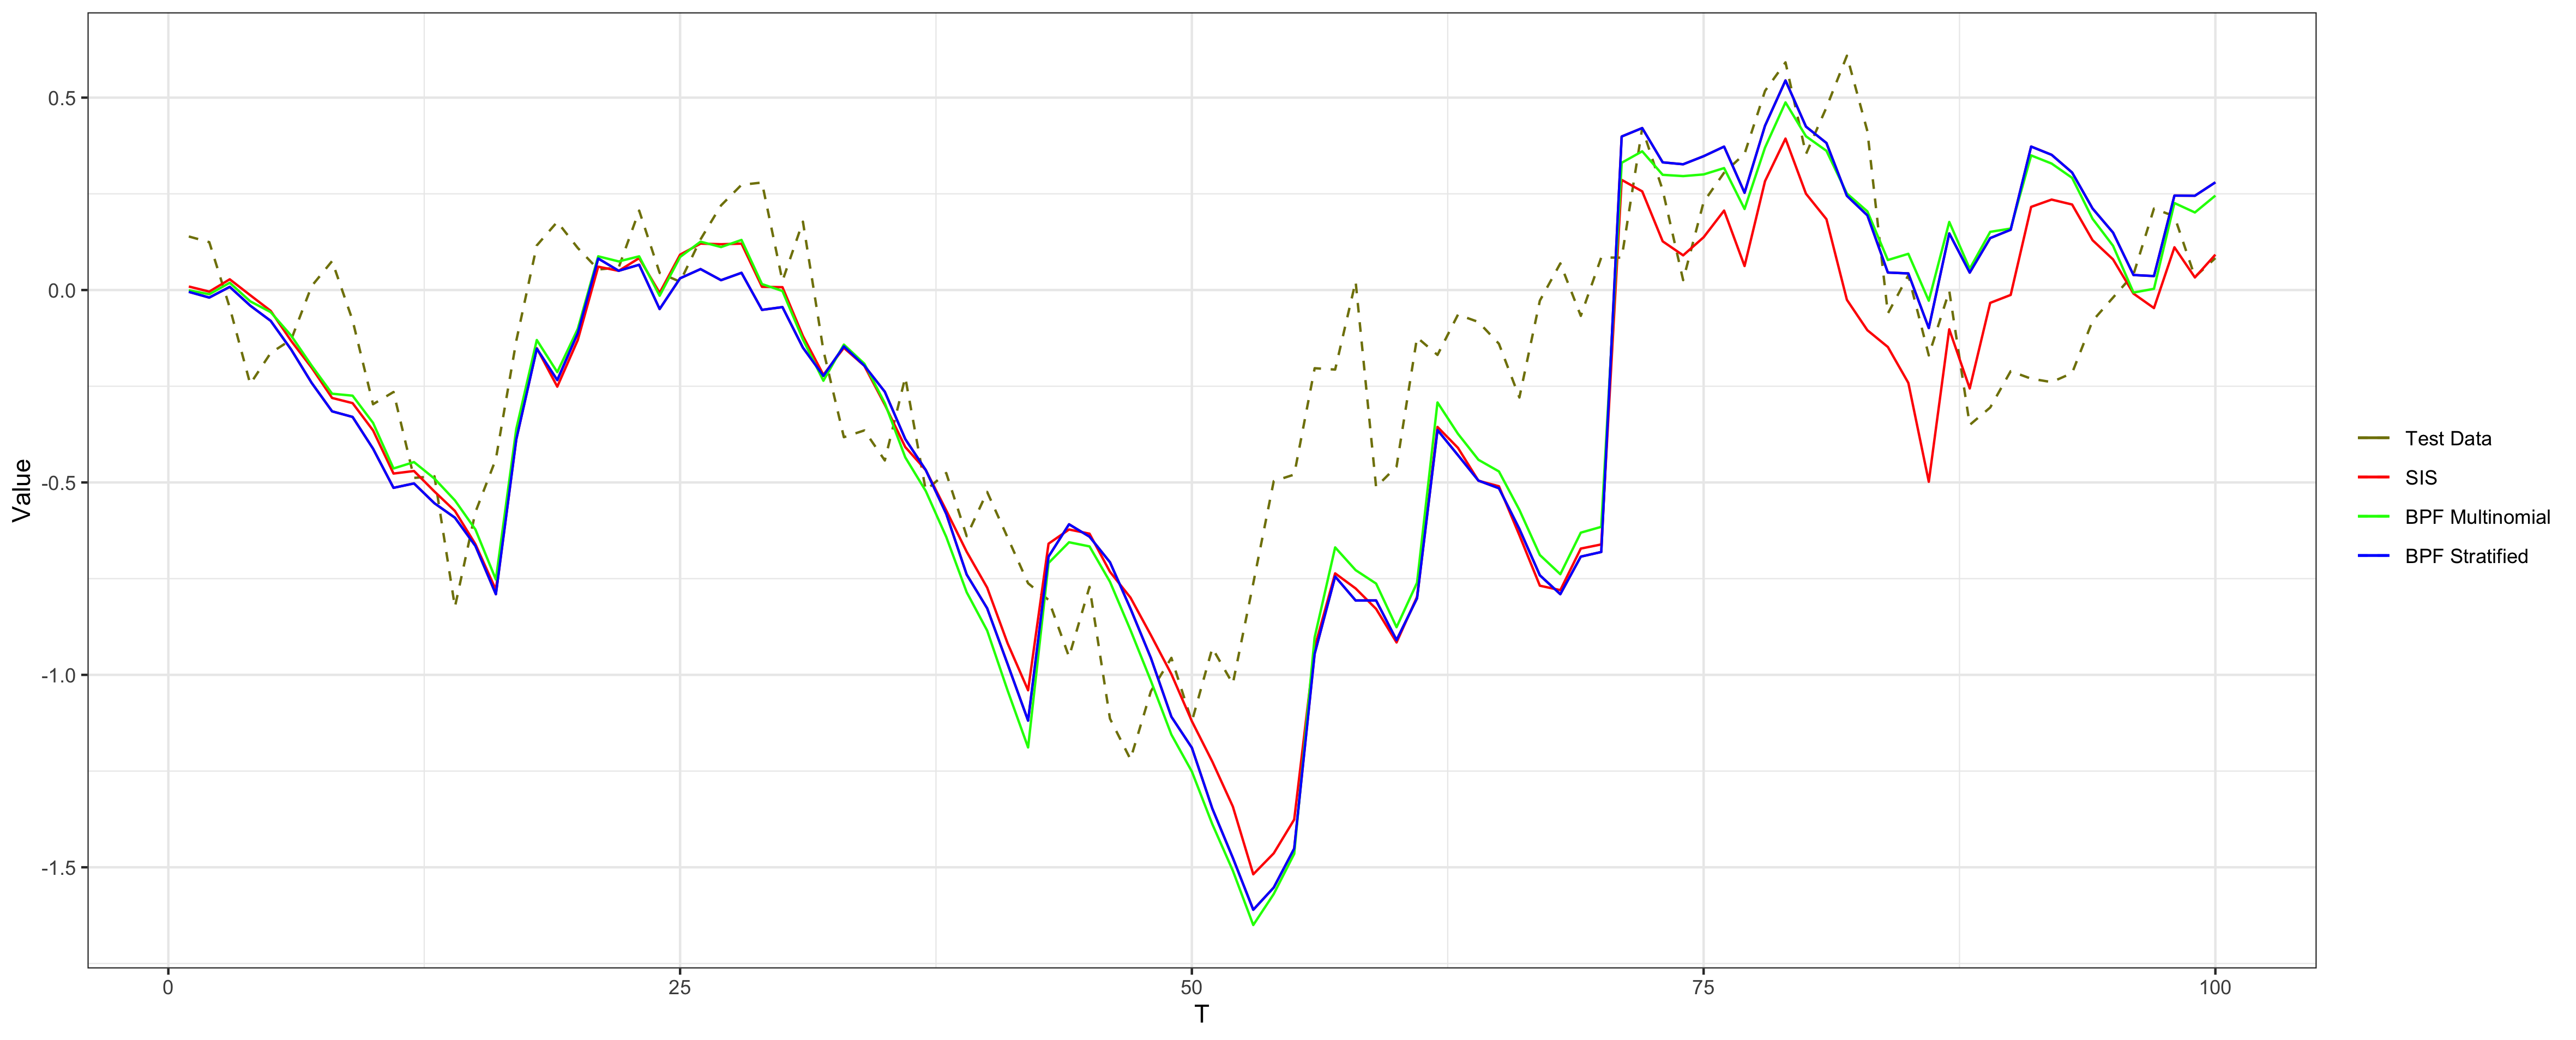 Value
0.5
0.0
-0.5
-1.0
-1.5
0
25
50
75
100
T
Test Data
SIS
BPF Multinomial
BPF Stratified